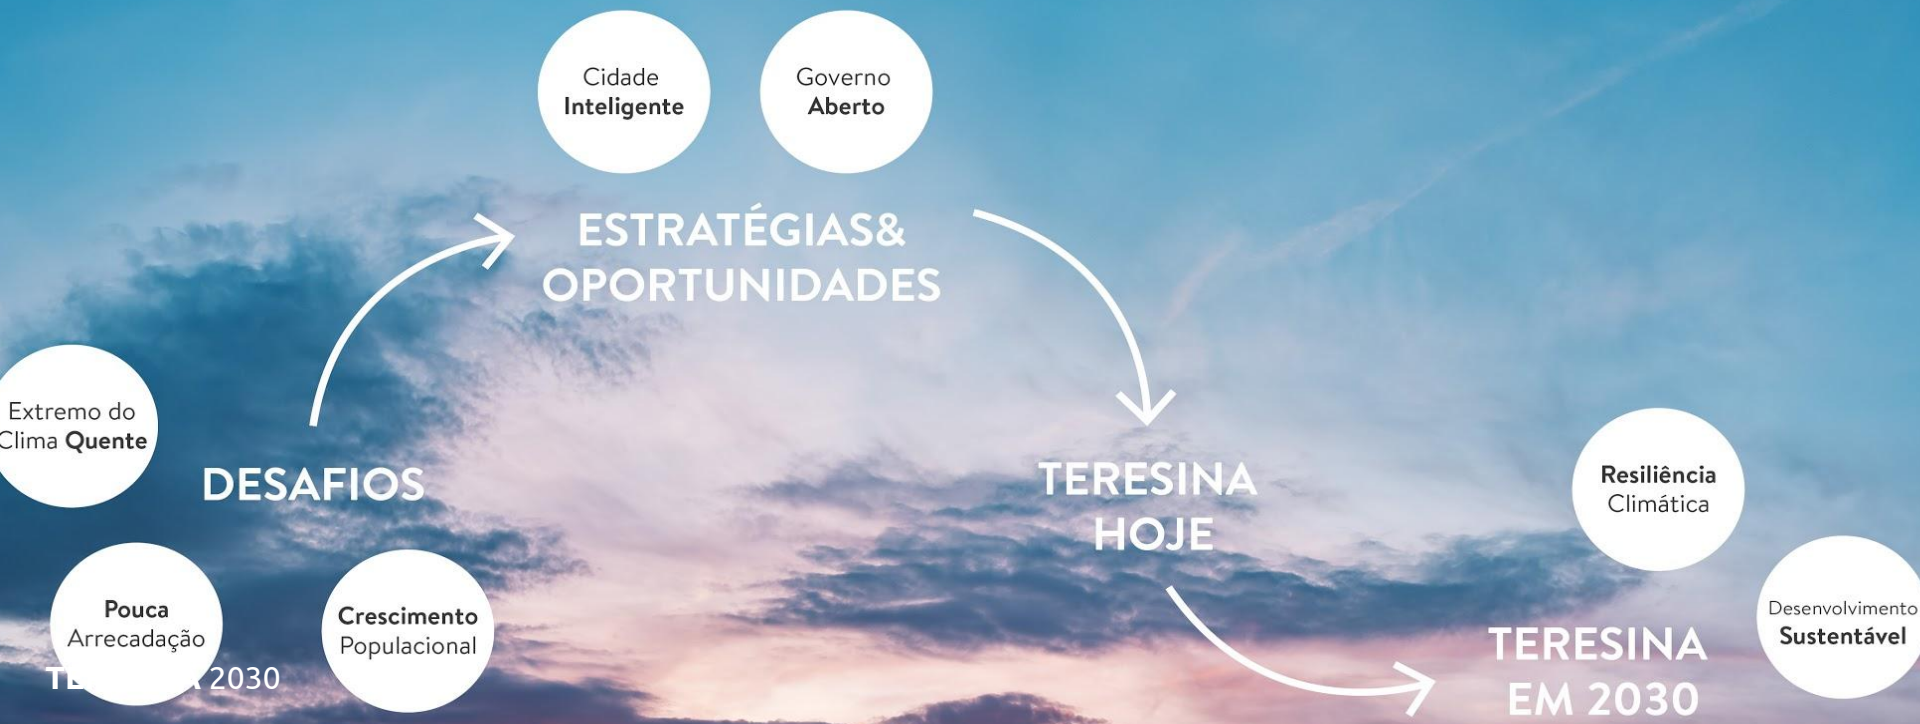 Cidade
Inteligente
Governo
Aberto
ESTRATÉGIAS&
OPORTUNIDADES
Extremo do
Clima Quente
DESAFIOS
Pouca
Arrecadação
Crescimento
Populacional
TERESINA
HOJE
Resiliência
Climática
Desenvolvimento
Sustentável
TERESINA
EM 2030
2030